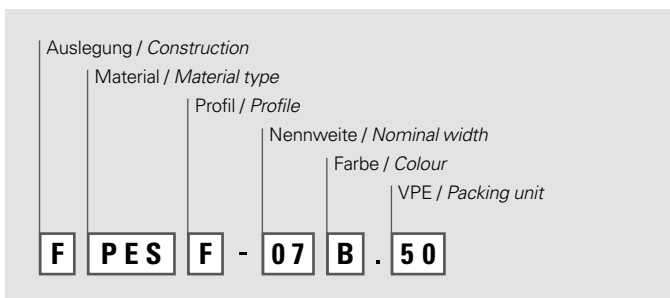 Auslegung / Construction
Material / Material type
Profil / Profile
Nennweite / Nominal width
Farbe / Colour
VPE / Packing unit
F PES F - 07 B . 50